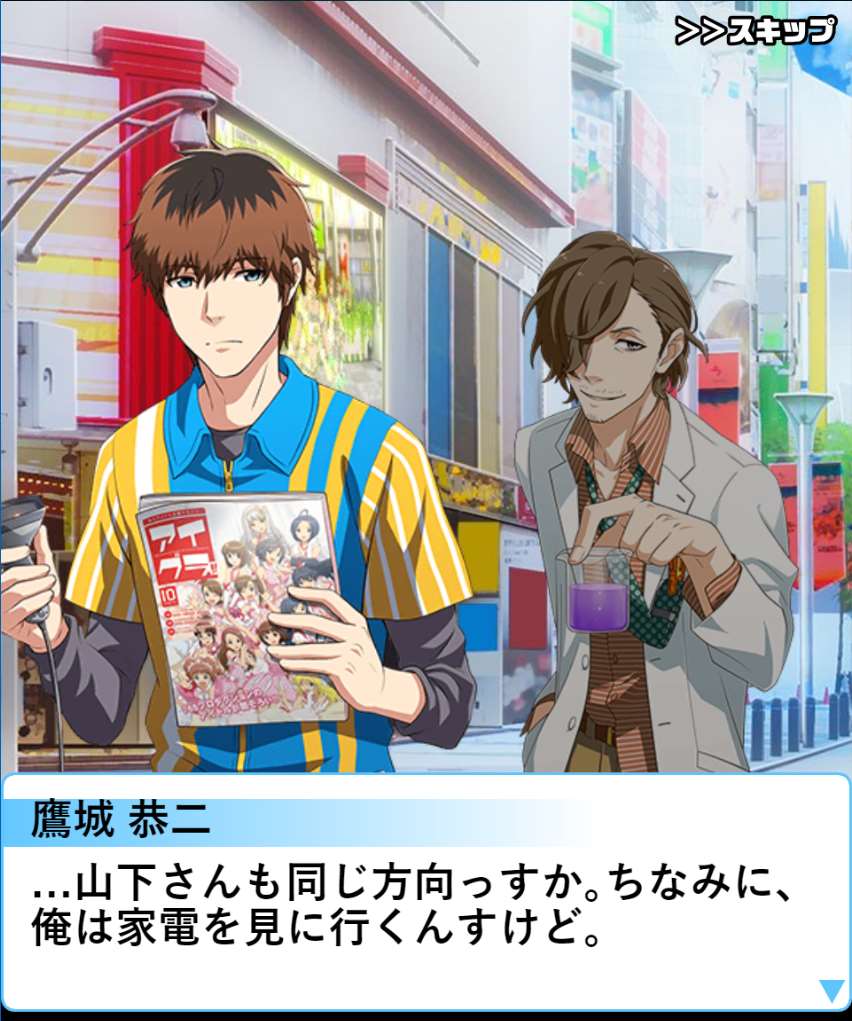 >>スキップ
アイ
グラ
10
鷹城 恭二
…山下さんも同じ方向っすか。ちなみに、
俺は家電を見に行くんすけど。